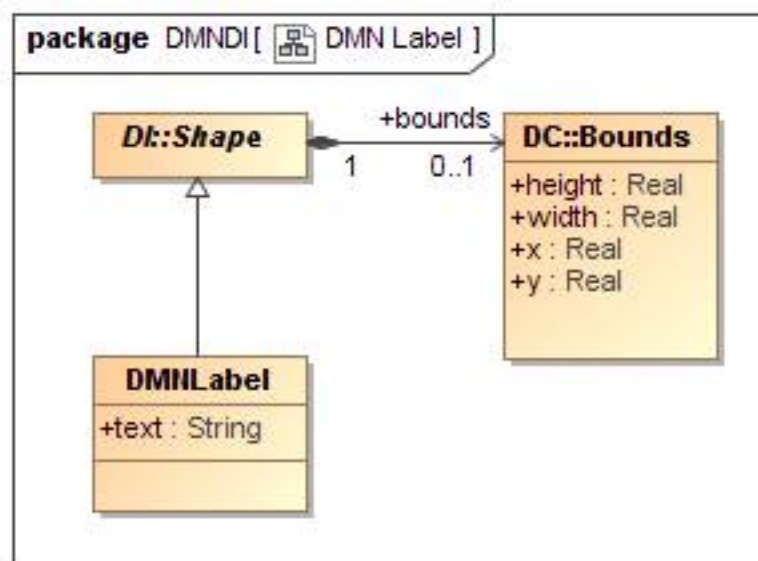 package DMNDI[ DMN Label ]
DI::Shape
+bounds
1
0..1
DC::Bounds
+height : Real
+width : Real
+x : Real
+y : Real
DMNLabel
+text : String